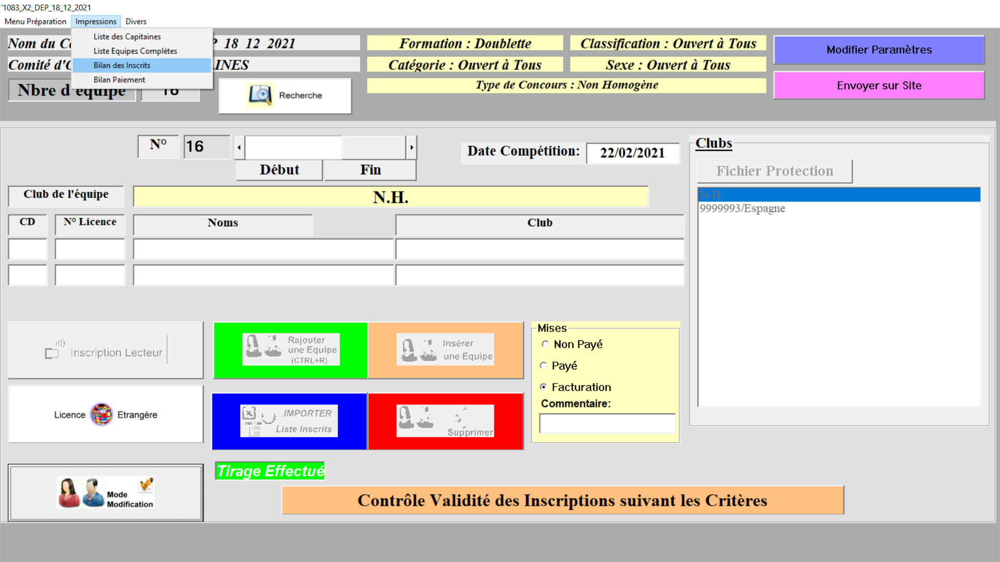 '1083_X2_DEP_18_12_2021
Menu Préparation Impressions Divers
Liste des Capitaines
Liste Equipes Complètes
Bilan des Inscrits
Bilan Paiement
Nom du 18 12 2021
Comité
Nbre d'équipe 16
Recherche
Formation : Doublette
Classification : Ouvert à Tous
Catégorie : Ouvert à Tous
Sexe : Ouvert à Tous
Type de Concours : Non Homogène
Modifier Paramètres
Envoyer sur Site
N° 16
Début Fin
Date Compétition: 22/02/2021
Clubs
Fichier Protection
N.H.
9999993/Espagne
Club de l'équipe N.H.
CD N° Licence Noms Club
Inscription Lecteur
Rajouter
une Equipe
(CTRL+R)
Insérer
une Equipe
Mises
Non Payé
Payé
Facturation
Commentaire:
Licence Etrangère
IMPORTER
Liste Inscrits
Supprimer
Mode
Modification
Tirage Effectué
Contrôle Validité des Inscriptions suivant les Critères